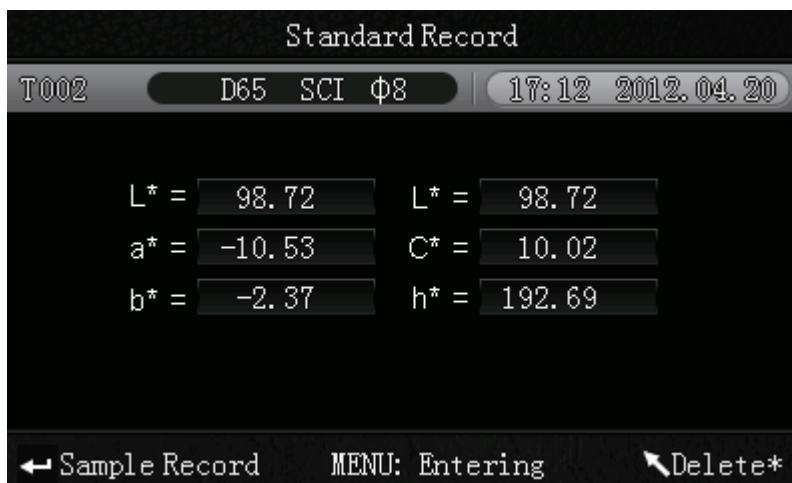 Standard Record
T002 D65 SCI Φ8 17:12 2012.04.20
L* = 98.72 L* = 98.72
a* = -10.53 C* = 10.02
b* = -2.37 h* = 192.69
Sample Record MENU: Entering Delete*